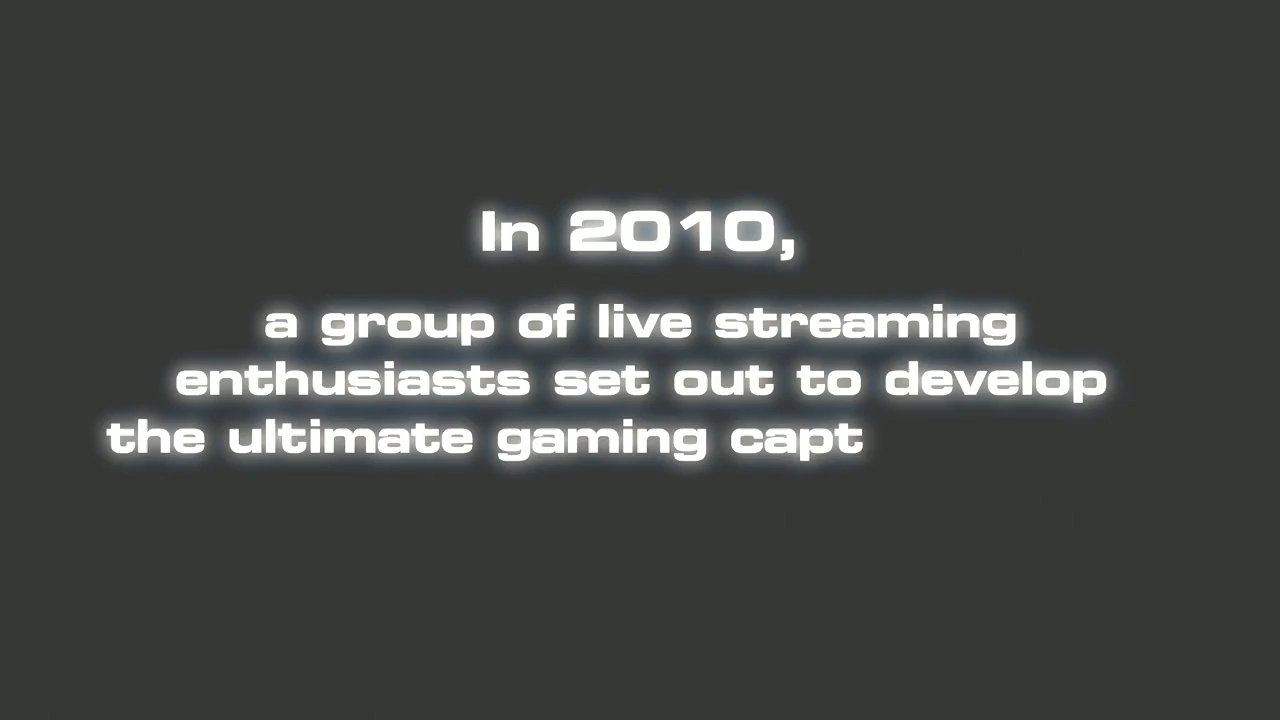 In 2010,
a group of live streaming
enthusiasts set out to develop
the ultimate gaming capt